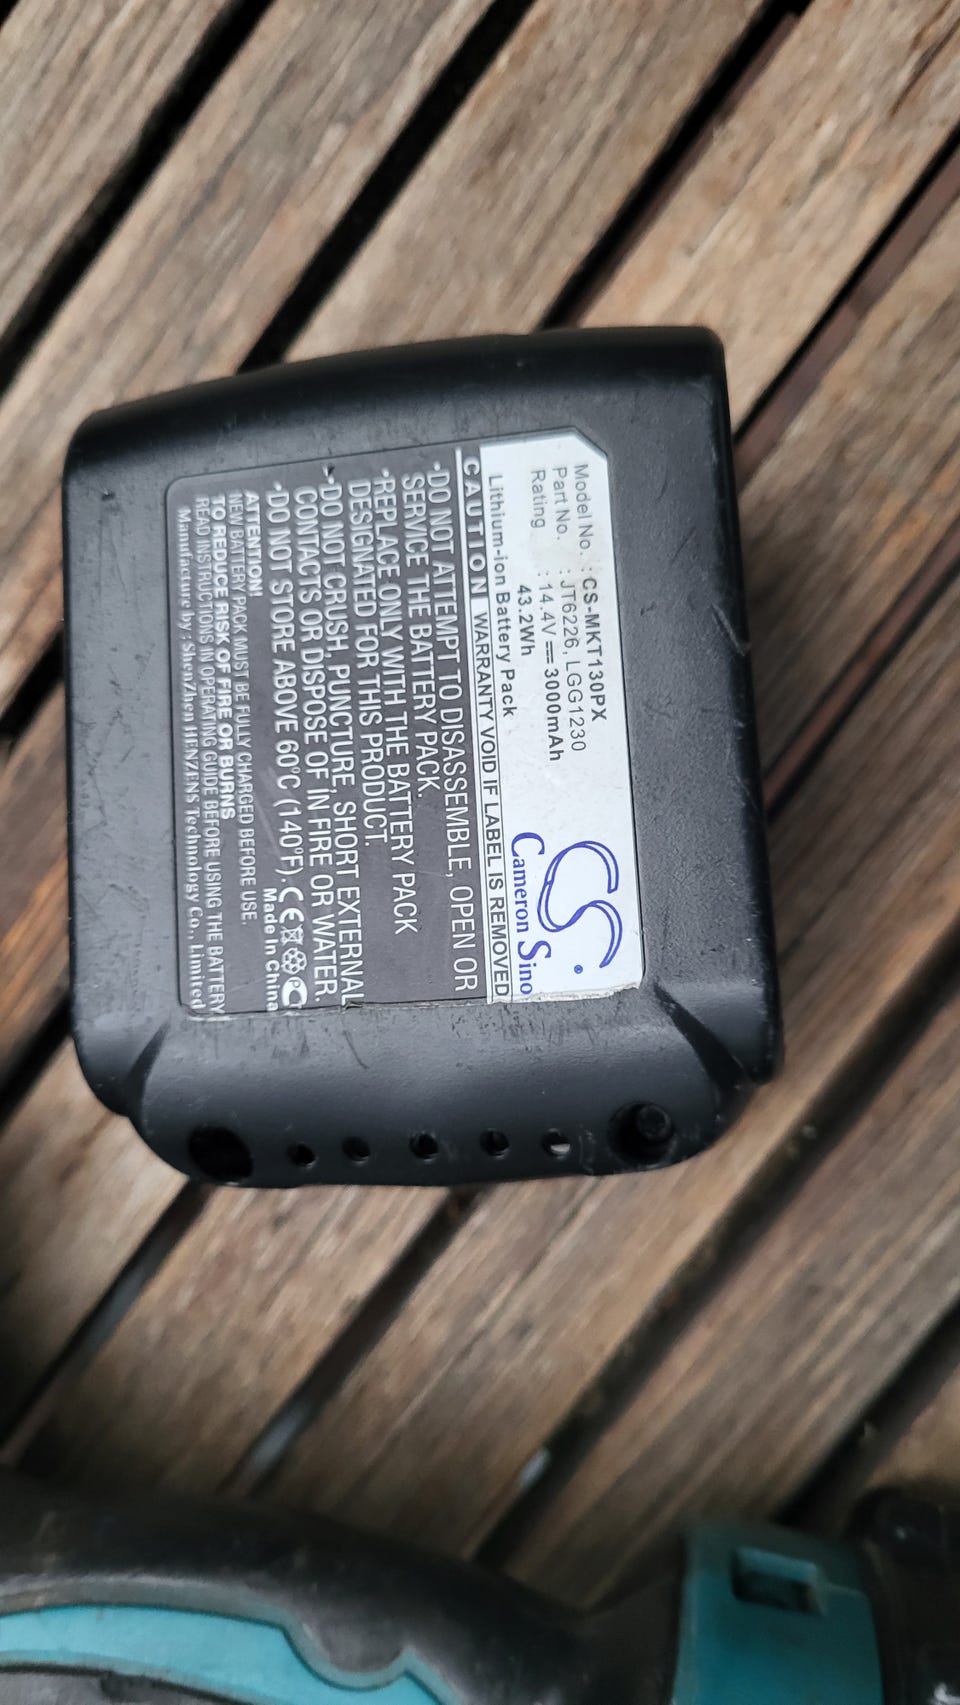 Model No. : CS-MKT130PX
Part No. : JT6226, LGG1230
Rating : 14.4V 3000mAh
43.2Wh
Lithium-ion Battery Pack
CS®
Cameron Sino
CAUTION WARRANTY VOID IF LABEL IS REMOVED
•DO NOT ATTEMPT TO DISASSEMBLE, OPEN OR
SERVICE THE BATTERY PACK.
•REPLACE ONLY WITH THE BATTERY PACK
DESIGNATED FOR THIS PRODUCT.
•DO NOT CRUSH, PUNCTURE, SHORT EXTERNAL
CONTACTS OR DISPOSE OF IN FIRE OR WATER.
•DO NOT STORE ABOVE 60°C (140°F). CE
Made In China
ATTENTION!
NEW BATTERY PACK MUST BE FULLY CHARGED BEFORE USE.
TO REDUCE RISK OF FIRE OR BURNS
READ INSTRUCTIONS IN OPERATING GUIDE BEFORE USING THE BATTERY
Manufacture by : ShenZhen HENZENS Technology Co., Limited